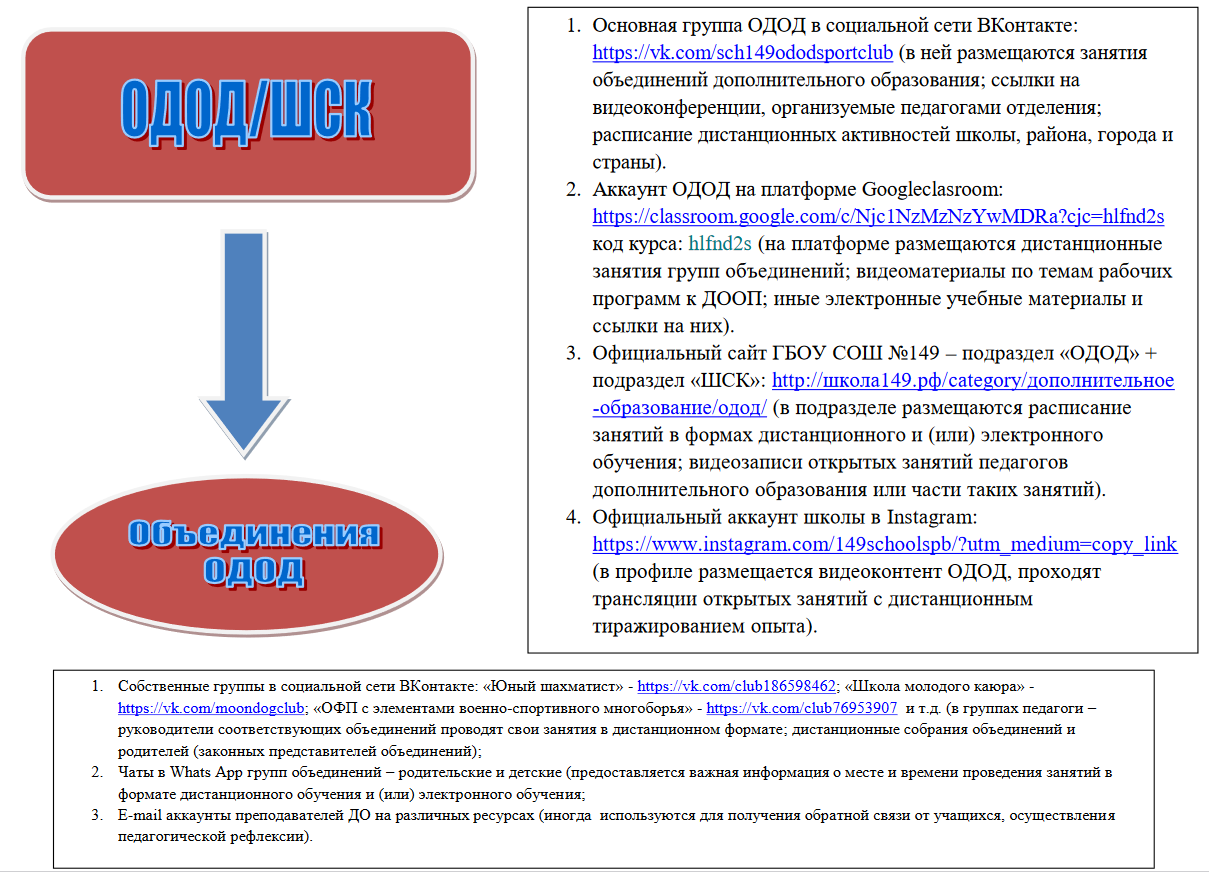 ОДОД/ШСК
1. Основная группа ОДОД в социальной сети ВКонтакте:
https://vk.com/sch149ododsportclub (в ней размещаются занятия
объединений дополнительного образования; ссылки на
видеоконференции, организуемые педагогами отделения;
расписание дистанционных активностей школы, района, города и
страны).
2. Аккаунт ОДОД на платформе Googleclasroom:
https://classroom.google.com/c/Njc1NzMzNzYwMDRa?cjc=hlfnd2s
код курса: hlfnd2s (на платформе размещаются дистанционные
занятия групп объединений; видеоматериалы по темам рабочих
программ к ДООП; иные электронные учебные материалы и
ссылки на них).
3. Официальный сайт ГБОУ СОШ №149 – подраздел «ОДОД» +
подраздел «ШСК»: http://школа149.рф/category/дополнительное
-образование/одод/ (в подразделе размещаются расписание
занятий в формах дистанционного и (или) электронного
обучения; видеозаписи открытых занятий педагогов
дополнительного образования или части таких занятий).
4. Официальный аккаунт школы в Instagram:
https://www.instagram.com/149schoolspb/?utm_medium=copy_link
(в профиле размещается видеоконтент ОДОД, проходят
трансляции открытых занятий с дистанционным
тиражированием опыта).
Объединения
ОДОД
1. Собственные группы в социальной сети ВКонтакте: «Юный шахматист» - https://vk.com/club186598462; «Школа молодого каюра» -
https://vk.com/moondogclub; «ОФП с элементами военно-спортивного многоборья» - https://vk.com/club76953907 и т.д. (в группах педагоги –
руководители соответствующих объединений проводят свои занятия в дистанционном формате; дистанционные собрания объединений и
родителей (законных представителей объединений);
2. Чаты в Whats App групп объединений – родительские и детские (предоставляется важная информация о месте и времени проведения занятий в
формате дистанционного обучения и (или) электронного обучения;
3. E-mail аккаунты преподавателей ДО на различных ресурсах (иногда используются для получения обратной связи от учащихся, осуществления
педагогической рефлексии).